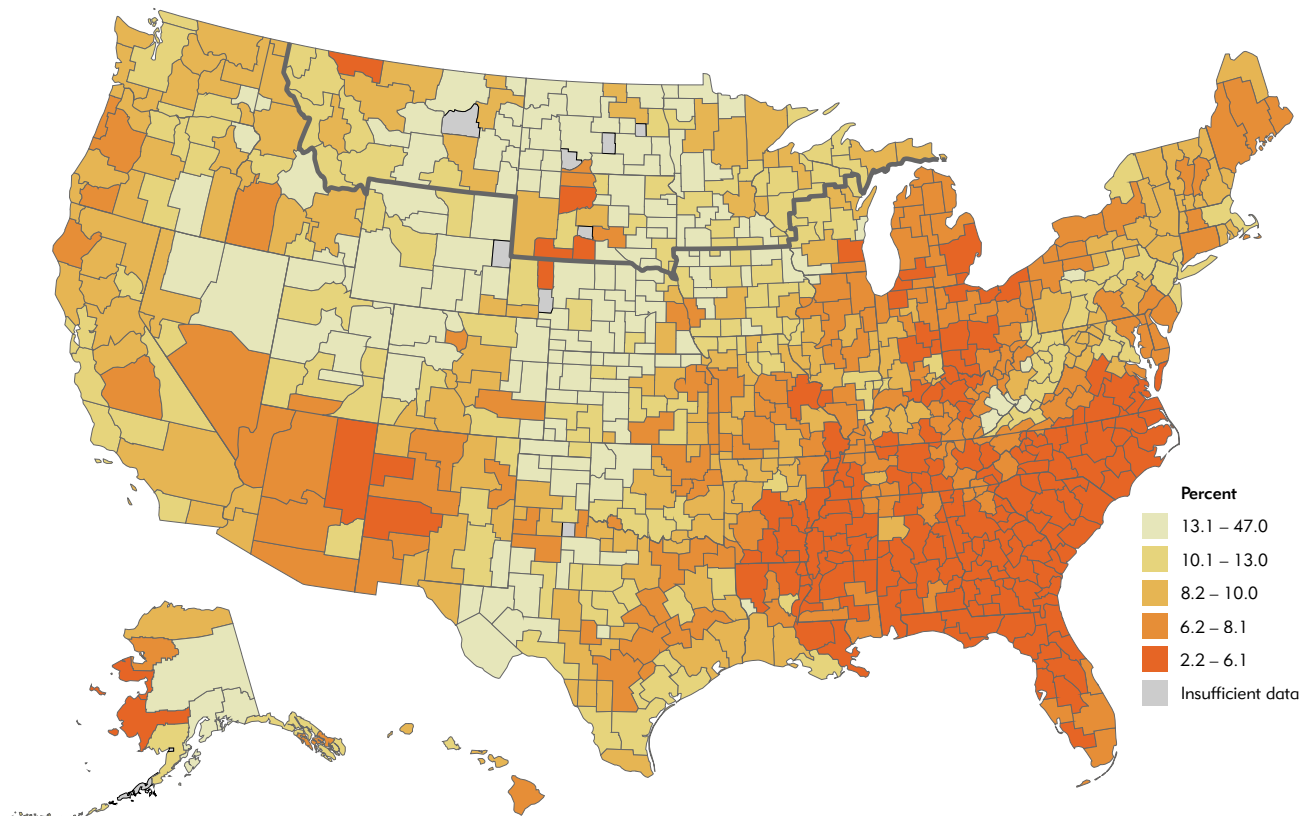 Percent
13.1 – 47.0
10.1 – 13.0
8.2 – 10.0
6.2 – 8.1
2.2 – 6.1
Insufficient data